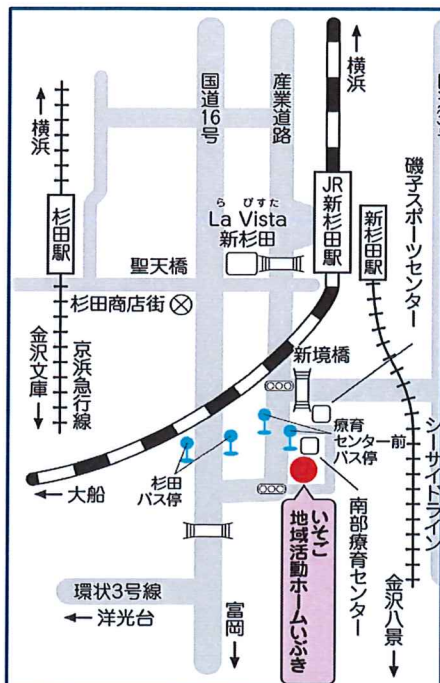 横浜
国道16号
産業道路
横浜
JR新杉田駅
新杉田駅
磯子スポーツセンター
ら びすた
La Vista
新杉田
杉田駅
聖天橋
杉田商店街
新境橋
金沢文庫
京浜急行線
療育
センター前
バス停
杉田
バス停
シーサイドライン
大船
いそご
地域活動ホームいぶき
南部療育センター
環状3号線
洋光台
富岡
金沢八景